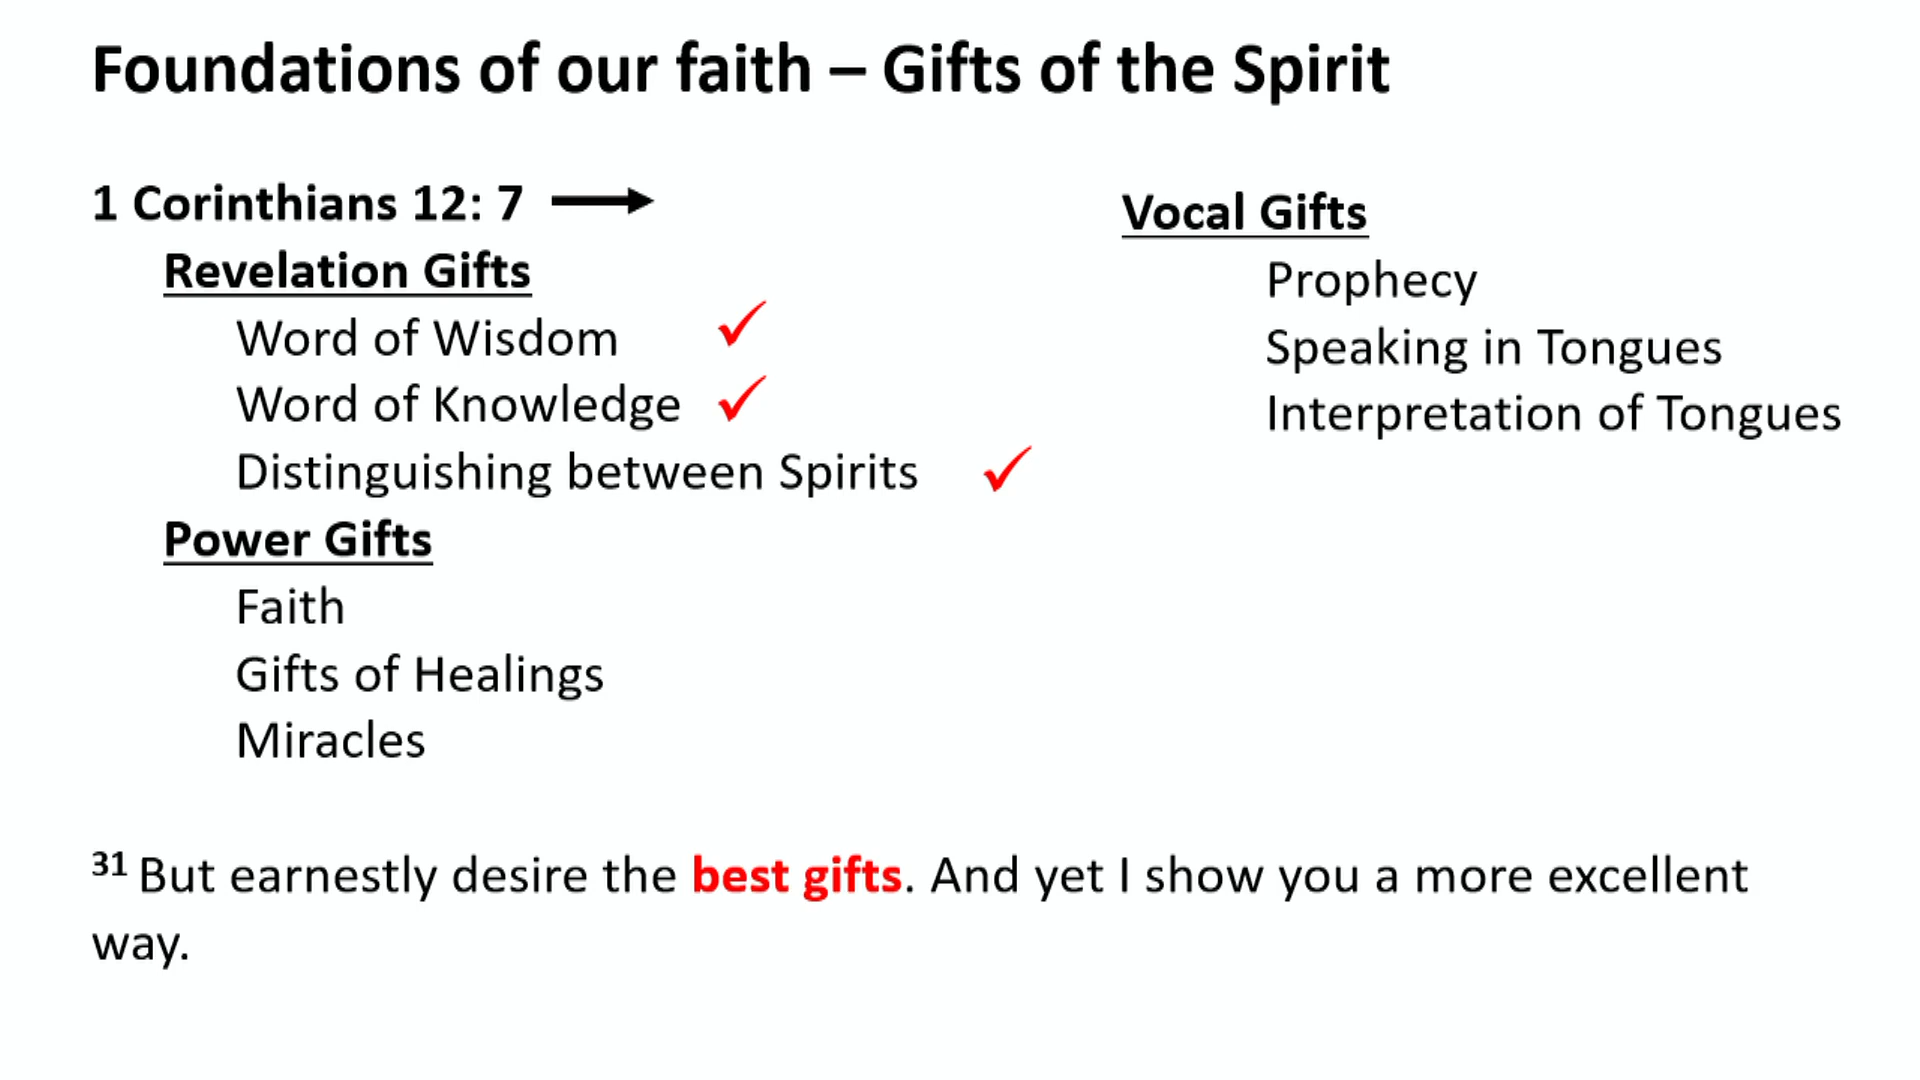 Foundations of our faith – Gifts of the Spirit
1 Corinthians 12: 7
Revelation Gifts
Word of Wisdom
Word of Knowledge
Distinguishing between Spirits
Power Gifts
Faith
Gifts of Healings
Miracles
Vocal Gifts
Prophecy
Speaking in Tongues
Interpretation of Tongues
31 But earnestly desire the best gifts. And yet I show you a more excellent
way.